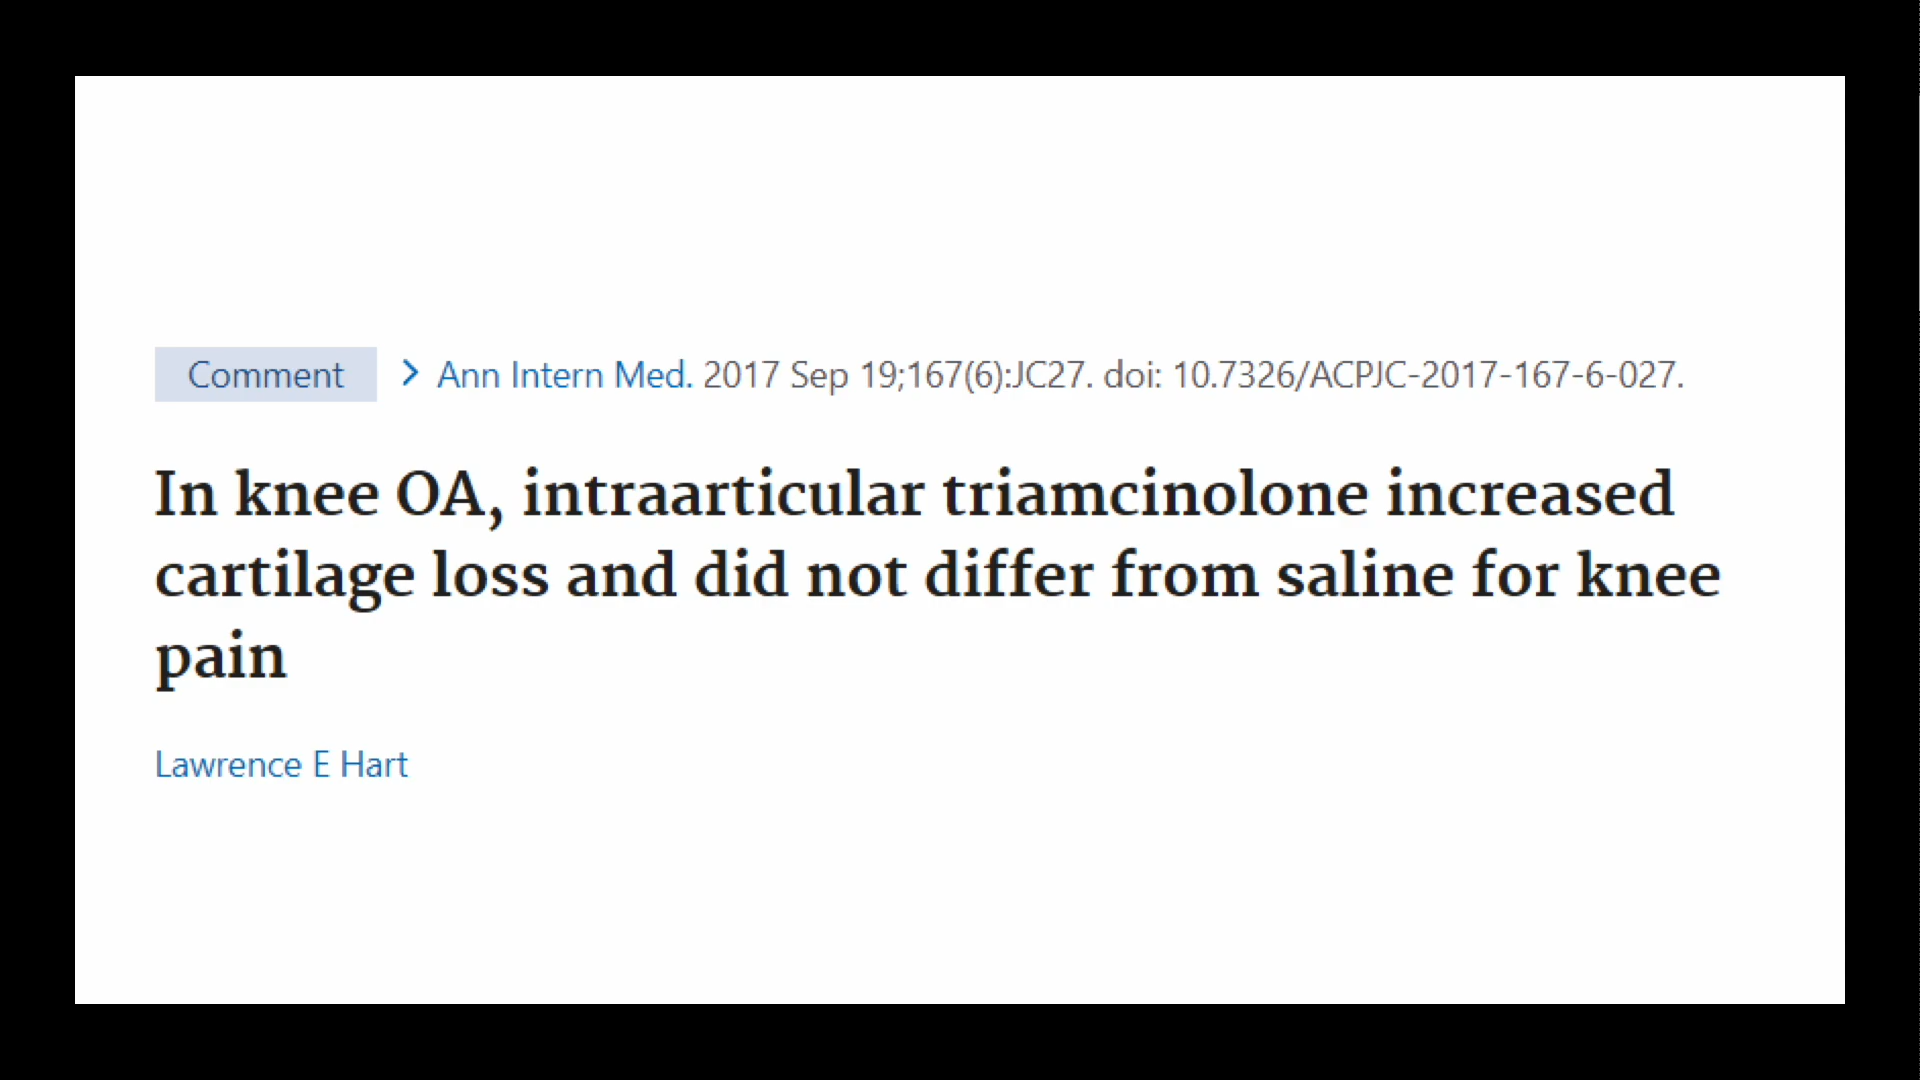 Comment > Ann Intern Med. 2017 Sep 19;167(6):JC27. doi: 10.7326/ACPJC-2017-167-6-027.
In knee OA, intraarticular triamcinolone increased
cartilage loss and did not differ from saline for knee
pain
Lawrence E Hart